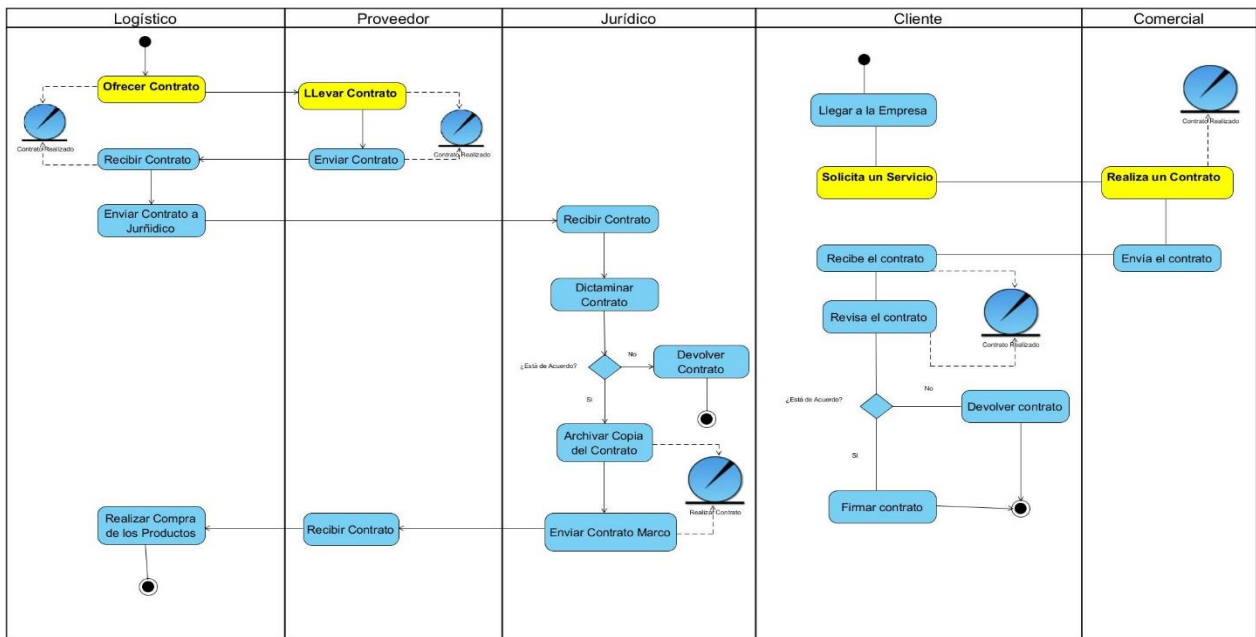 Logístico
Proveedor
Jurídico
Cliente
Comercial
Ofrecer Contrato
LLevar Contrato
Contrato Realizado
Contrato Realizado
Recibir Contrato
Enviar Contrato
Enviar Contrato a
Jurñidico
Recibir Contrato
Dictaminar
Contrato
¿Está de Acuerdo?
No
Devolver
Contrato
Si
Archivar Copia
del Contrato
Realizar Contrato
Realizar Compra
de los Productos
Recibir Contrato
Enviar Contrato Marco
Llegar a la Empresa
Contrato Realizado
Solicita un Servicio
Realiza un Contrato
Recibe el contrato
Envía el contrato
Revisa el contrato
Contrato Realizado
¿Está de Acuerdo?
No
Devolver contrato
Si
Firmar contrato